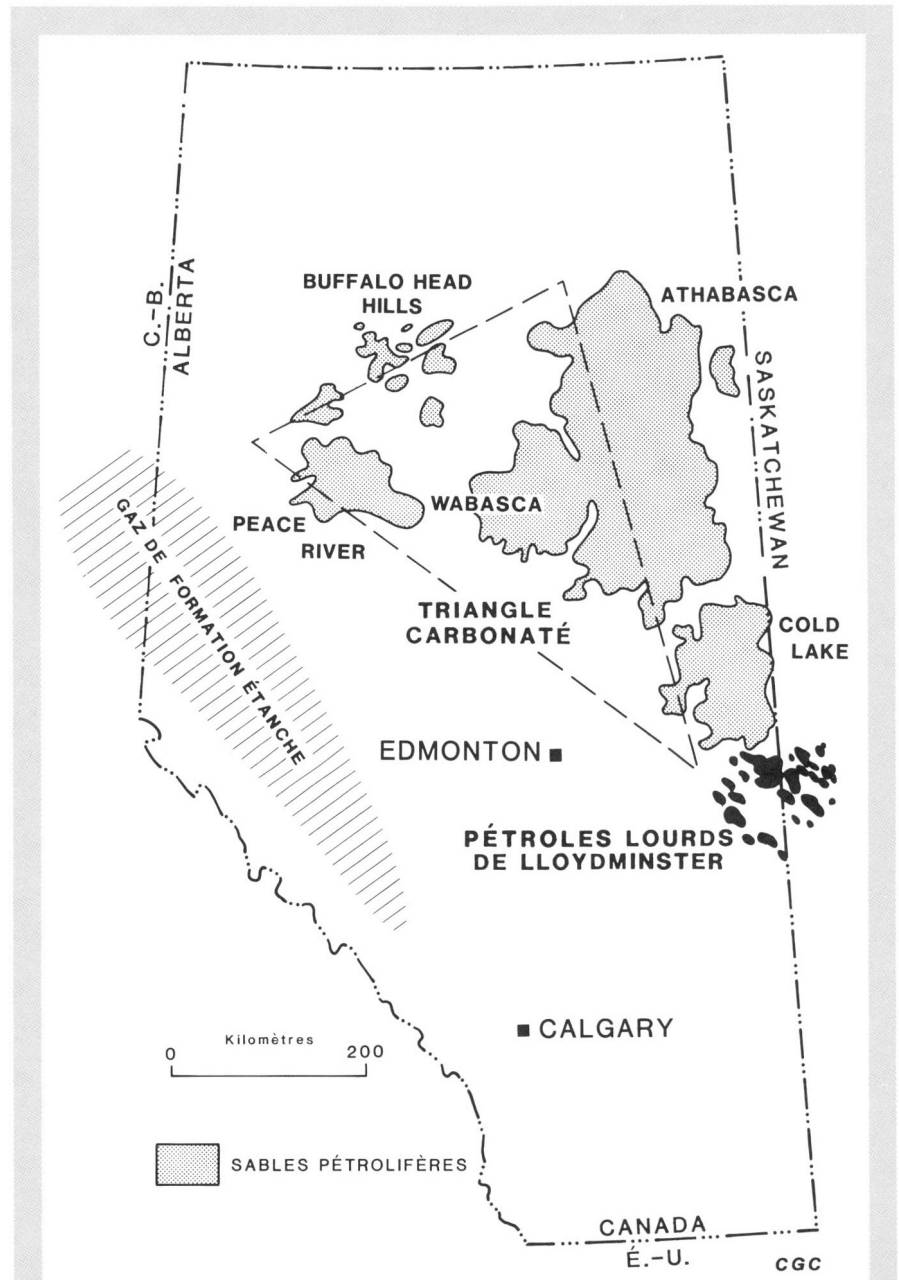 C.-B.
ALBERTA
BUFFALO HEAD
HILLS
ATHABASCA
SASKATCHEWAN
WABASCA
PEACE
RIVER
GAZ DE FORMATION ÉTANCHE
TRIANGLE
CARBONATÉ
COLD
LAKE
EDMONTON
PÉTROLES LOURDS
DE LLOYDMINSTER
CALGARY
Kilomètres
0 200
SABLES PÉTROLIFÈRES
CANADA
É.-U.
CGC